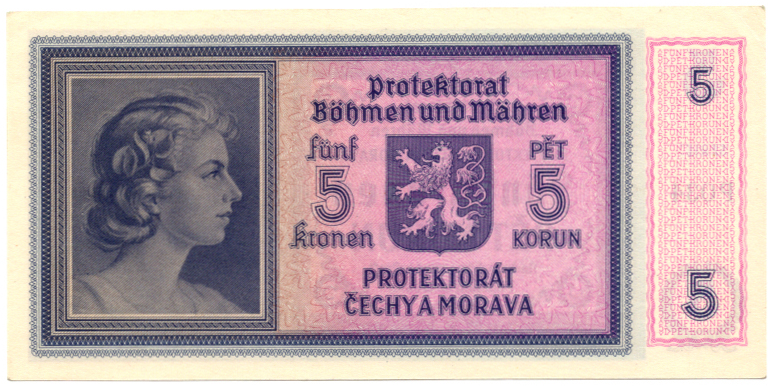 Protektorat
Böhmen und Mähren
fünf
PĚT
5
5
kronen
KORUN
PROTEKTORÁT
ČECHY A MORAVA
5
5